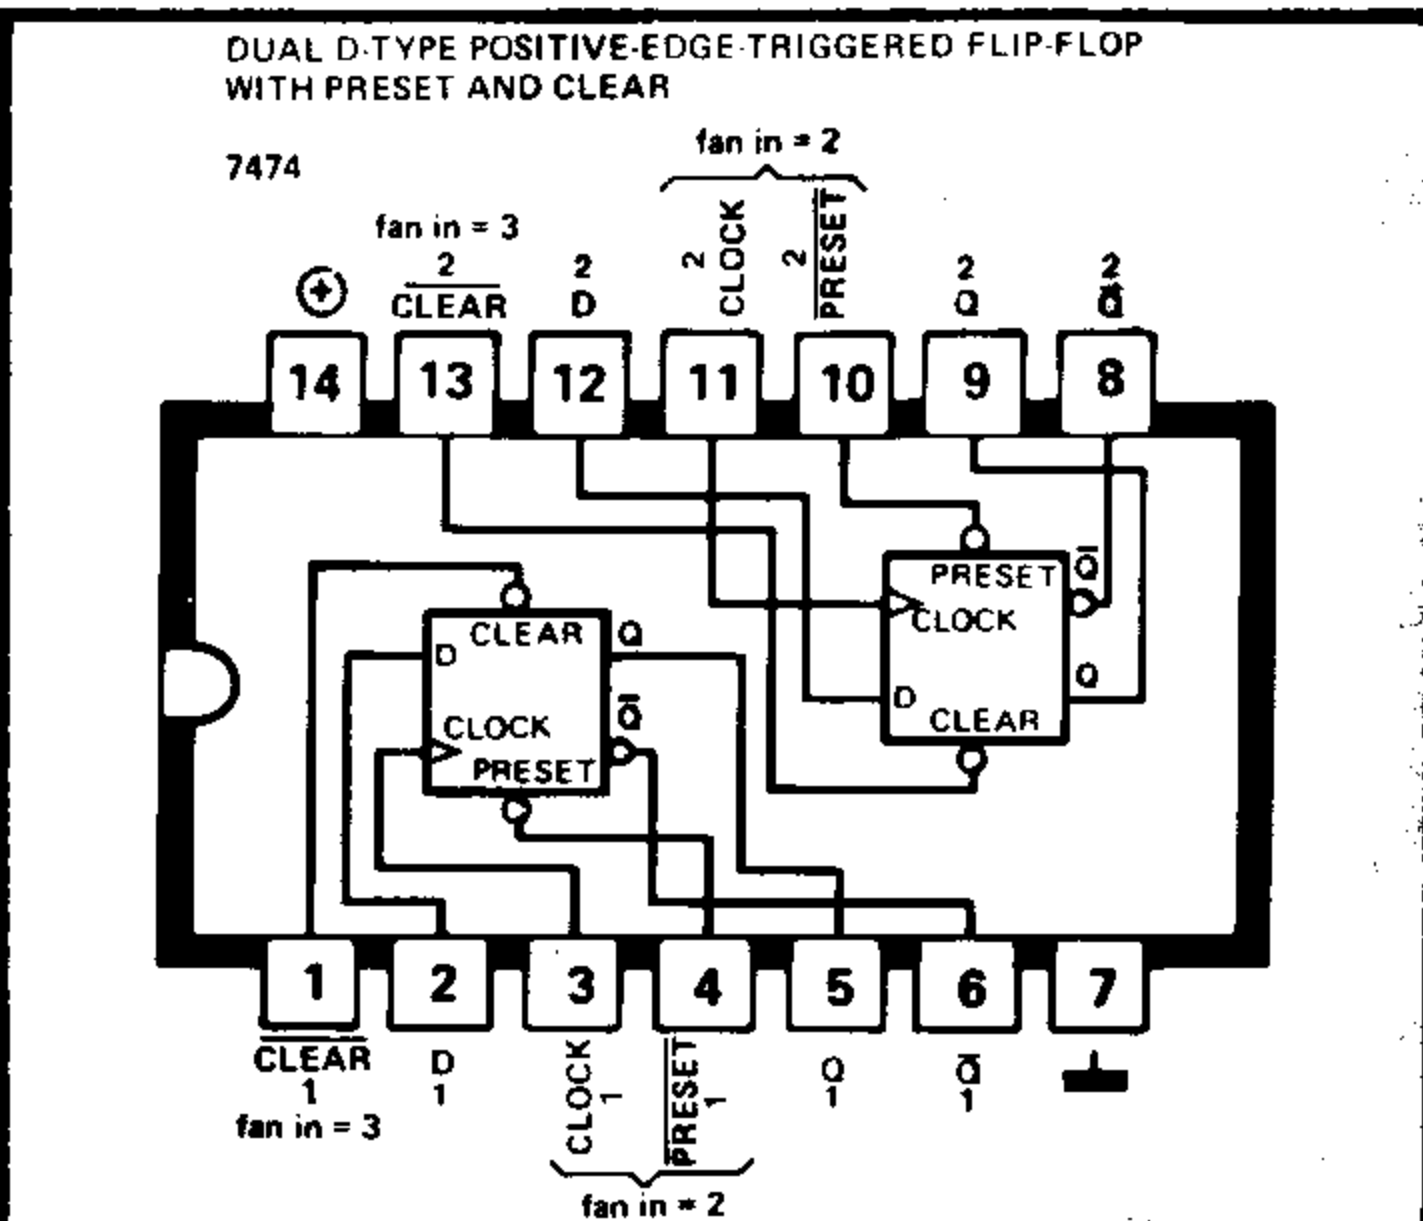 DUAL D-TYPE POSITIVE-EDGE-TRIGGERED FLIP-FLOP
WITH PRESET AND CLEAR
7474
fan in = 2
fan in = 3
2
CLEAR
2
D
2
CLOCK
2
PRESET
2
Q
2
Q̅
14
13
12
11
10
9
8
PRESET
CLOCK
D
CLEAR
Q̅
Q
CLEAR
D
CLOCK
PRESET
Q
Q̅
1
2
3
4
5
6
7
CLEAR
1
fan in = 3
D
1
CLOCK
1
PRESET
1
Q
1
Q̅
1
fan in = 2